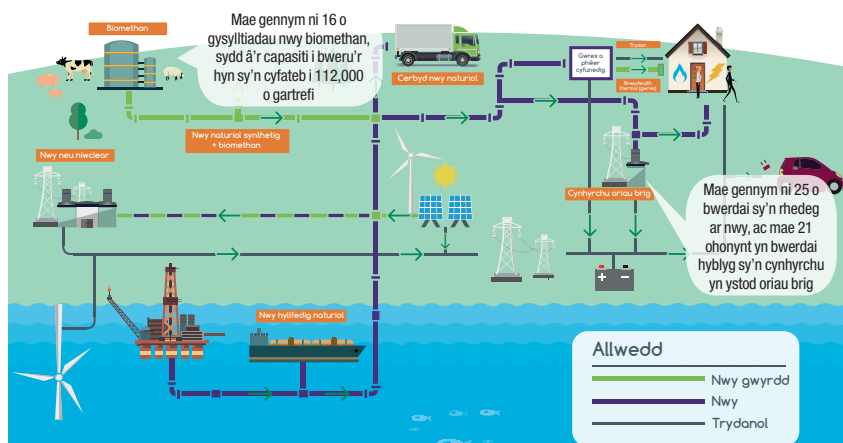 Biomethan
Mae gennym ni 16 o
gysylltiadau nwy biomethan,
sydd â'r capasiti i bweru'r
hyn sy'n cyfateb i 112,000
o gartrefi
Cerbyd nwy naturiol
Gwres a
phŵer
cyfunedig
Trydan
Rhwydwaith
thermol (gwres)
Nwy naturiol synthetig
+ biomethan
Nwy neu niwclear
Cynhyrchu oriau brig
Mae gennym ni 25 o
bwerdai sy'n rhedeg
ar nwy, ac mae 21
ohonynt yn bwerdai
hyblyg sy'n cynhyrchu
yn ystod oriau brig
Nwy hylifedig naturiol
Allwedd
Nwy gwyrdd
Nwy
Trydanol